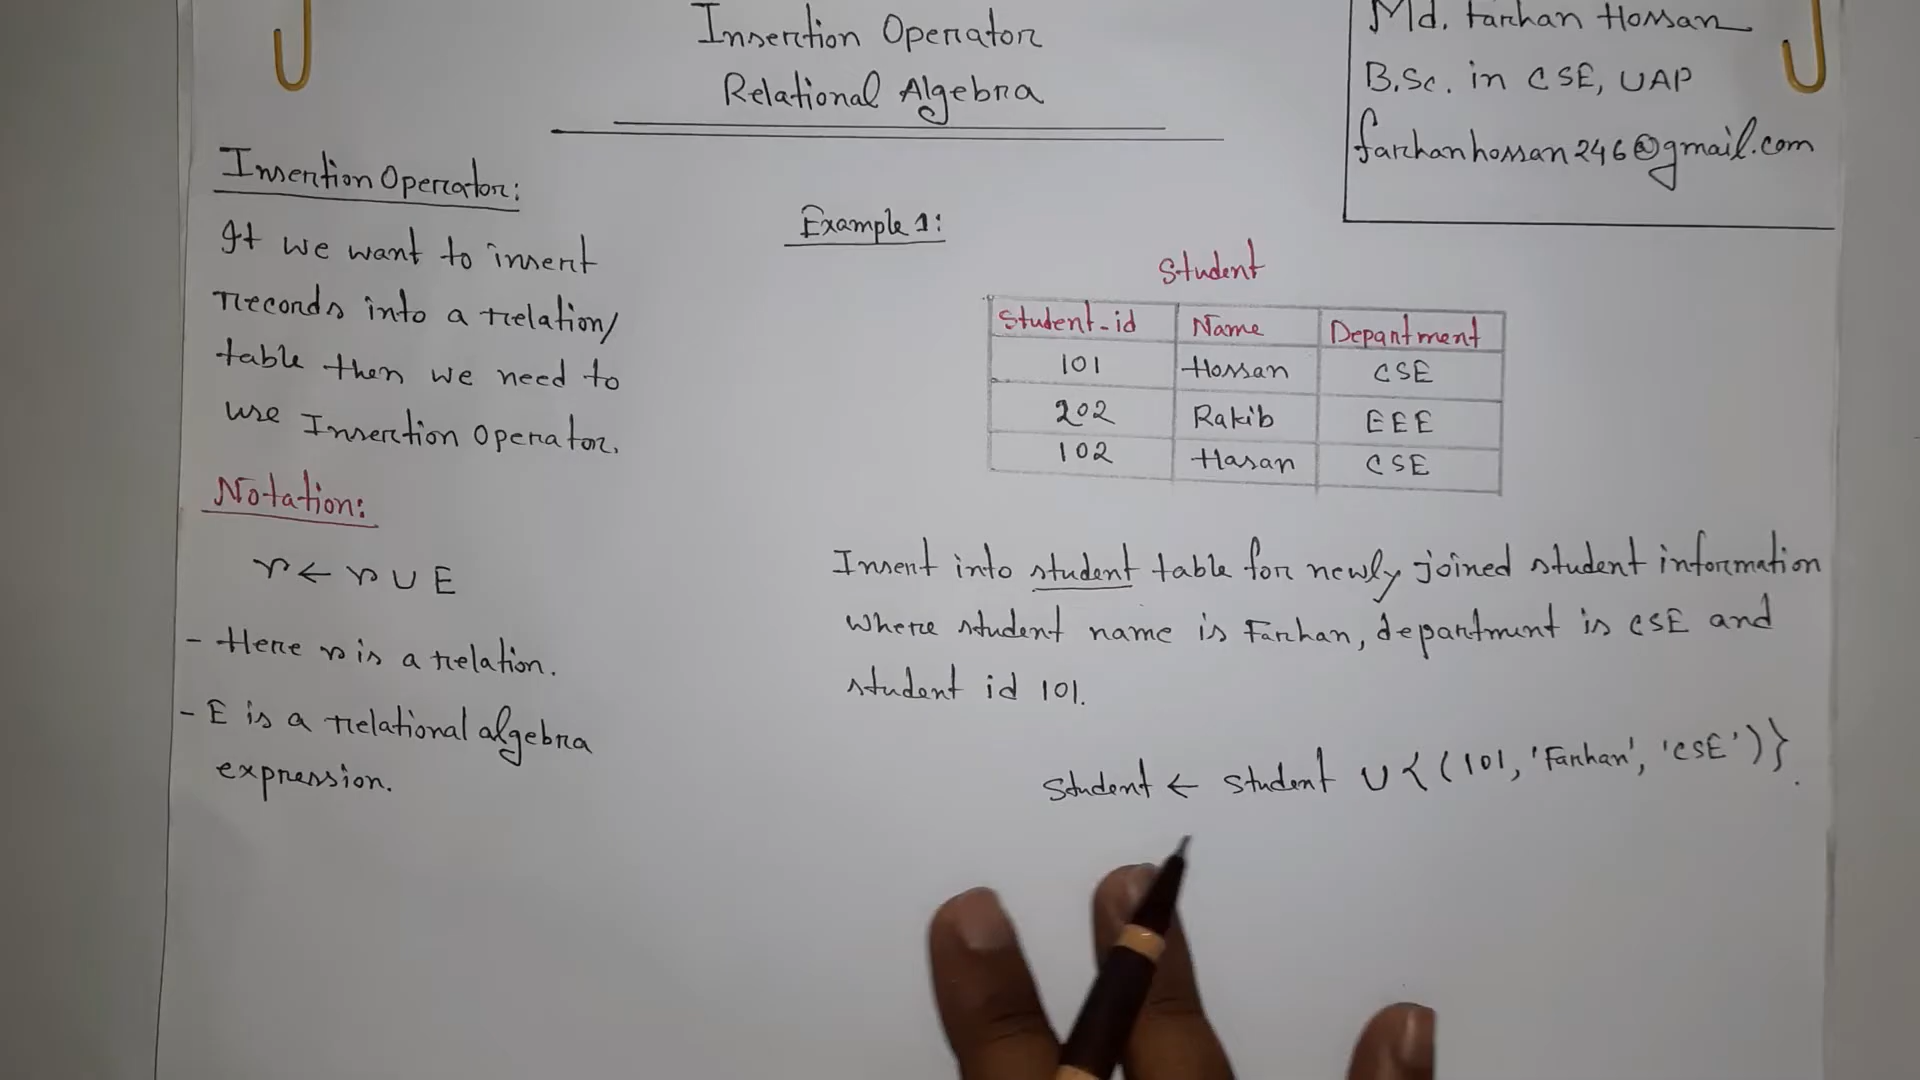 Insertion Operator
Relational Algebra
Md. Farhan Hossan
B.Sc. in CSE, UAP
farhanhossan246@gmail.com
Insertion Operator:
If we want to insert
records into a relation/
table then we need to
use Insertion Operator.
Notation:
r ← r ∪ E
- Here r is a relation.
- E is a relational algebra
expression.
Example 1:
Student
Student-id Name Department
101 Hossan CSE
202 Rakib EEE
102 Hasan CSE
Insert into student table for newly joined student information
where student name is Farhan, department is CSE and
student id 101.
Student ← Student ∪ {(101, 'Farhan', 'CSE')}.